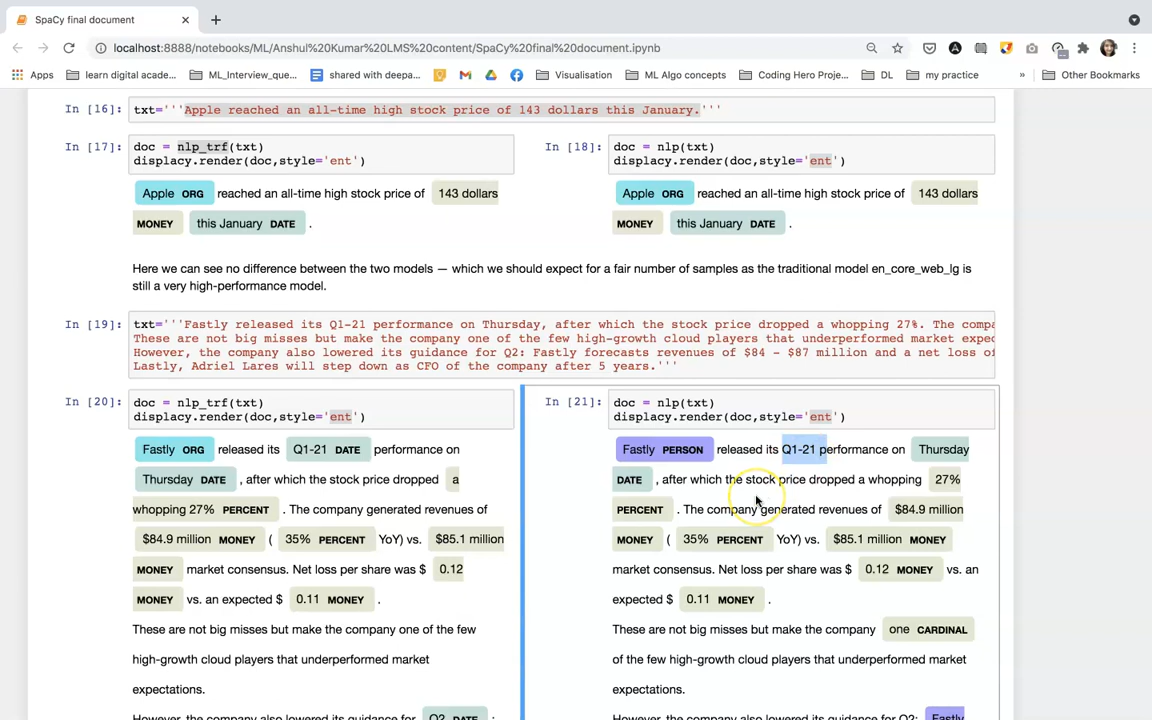 SpaCy final document
localhost:8888/notebooks/ML/Anshul%20Kumar%20LMS%20content/SpaCy%20final%20document.ipynb
Apps learn digital acade... ML_Interview_que... shared with deepa... Visualisation ML Algo concepts Coding Hero Proje... DL my practice » Other Bookmarks
In [16]: txt='''Apple reached an all-time high stock price of 143 dollars this January.'''
In [17]: doc = nlp_trf(txt)
displacy.render(doc,style='ent')
Apple ORG reached an all-time high stock price of 143 dollars
MONEY this January DATE .
In [18]: doc = nlp(txt)
displacy.render(doc,style='ent')
Apple ORG reached an all-time high stock price of 143 dollars
MONEY this January DATE .
Here we can see no difference between the two models — which we should expect for a fair number of samples as the traditional model en_core_web_lg is
still a very high-performance model.
In [19]: txt='''Fastly released its Q1-21 performance on Thursday, after which the stock price dropped a whopping 27%. The compa
These are not big misses but make the company one of the few high-growth cloud players that underperformed market expec
However, the company also lowered its guidance for Q2: Fastly forecasts revenues of $84 - $87 million and a net loss of
Lastly, Adriel Lares will step down as CFO of the company after 5 years.'''
In [20]: doc = nlp_trf(txt)
displacy.render(doc,style='ent')
Fastly ORG released its Q1-21 DATE performance on
Thursday DATE , after which the stock price dropped a
whopping 27% PERCENT . The company generated revenues of
$84.9 million MONEY ( 35% PERCENT YoY) vs. $85.1 million
MONEY market consensus. Net loss per share was $ 0.12
MONEY vs. an expected $ 0.11 MONEY .
These are not big misses but make the company one of the few
high-growth cloud players that underperformed market
expectations.
However, the company also lowered its guidance for Q2 DATE :
In [21]: doc = nlp(txt)
displacy.render(doc,style='ent')
Fastly PERSON released its Q1-21 performance on Thursday
DATE , after which the stock price dropped a whopping 27%
PERCENT . The company generated revenues of $84.9 million
MONEY ( 35% PERCENT YoY) vs. $85.1 million MONEY
market consensus. Net loss per share was $ 0.12 MONEY vs. an
expected $ 0.11 MONEY .
These are not big misses but make the company one CARDINAL
of the few high-growth cloud players that underperformed market
expectations.
However, the company also lowered its guidance for Q2: Fastly